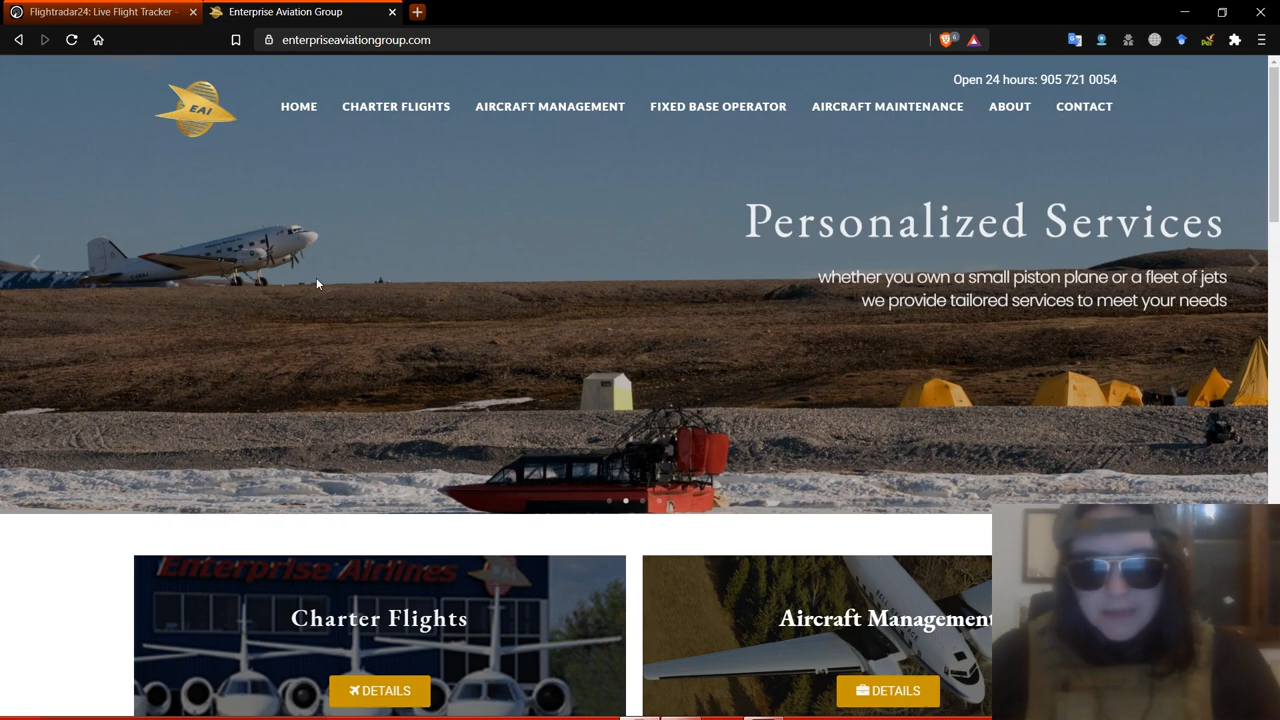 Flightradar24: Live Flight Tracker -
Enterprise Aviation Group
enterpriseaviationgroup.com
6
Open 24 hours: 905 721 0054
EAI
HOME CHARTER FLIGHTS AIRCRAFT MANAGEMENT FIXED BASE OPERATOR AIRCRAFT MAINTENANCE ABOUT CONTACT
Personalized Services
whether you own a small piston plane or a fleet of jets
we provide tailored services to meet your needs
Enterprise Airlines
Charter Flights
DETAILS
Aircraft Management
DETAILS